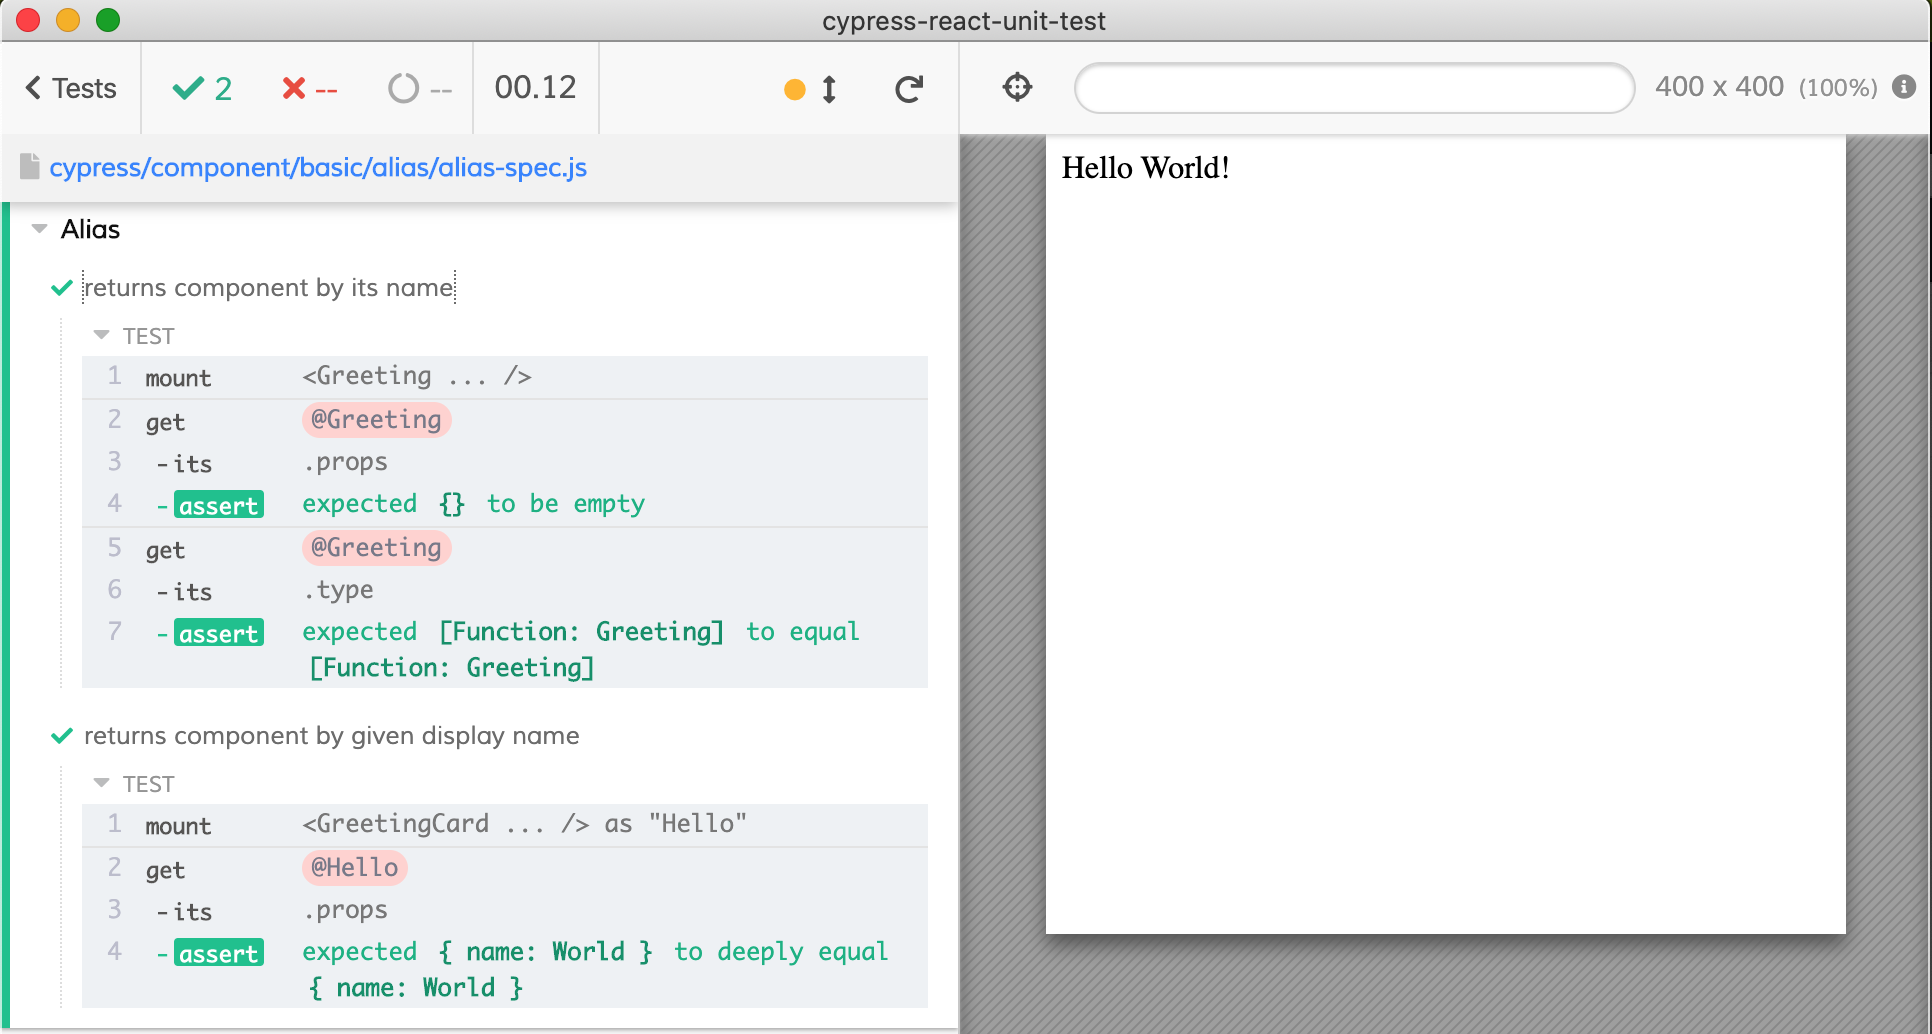 cypress-react-unit-test
Tests 2 -- -- 00.12
400 x 400 (100%)
cypress/component/basic/alias/alias-spec.js
Alias
returns component by its name
TEST
1 mount <Greeting ... />
2 get @Greeting
3 -its .props
4 -assert expected {} to be empty
5 get @Greeting
6 -its .type
7 -assert expected [Function: Greeting] to equal
[Function: Greeting]
returns component by given display name
TEST
1 mount <GreetingCard ... /> as "Hello"
2 get @Hello
3 -its .props
4 -assert expected { name: World } to deeply equal
{ name: World }
Hello World!